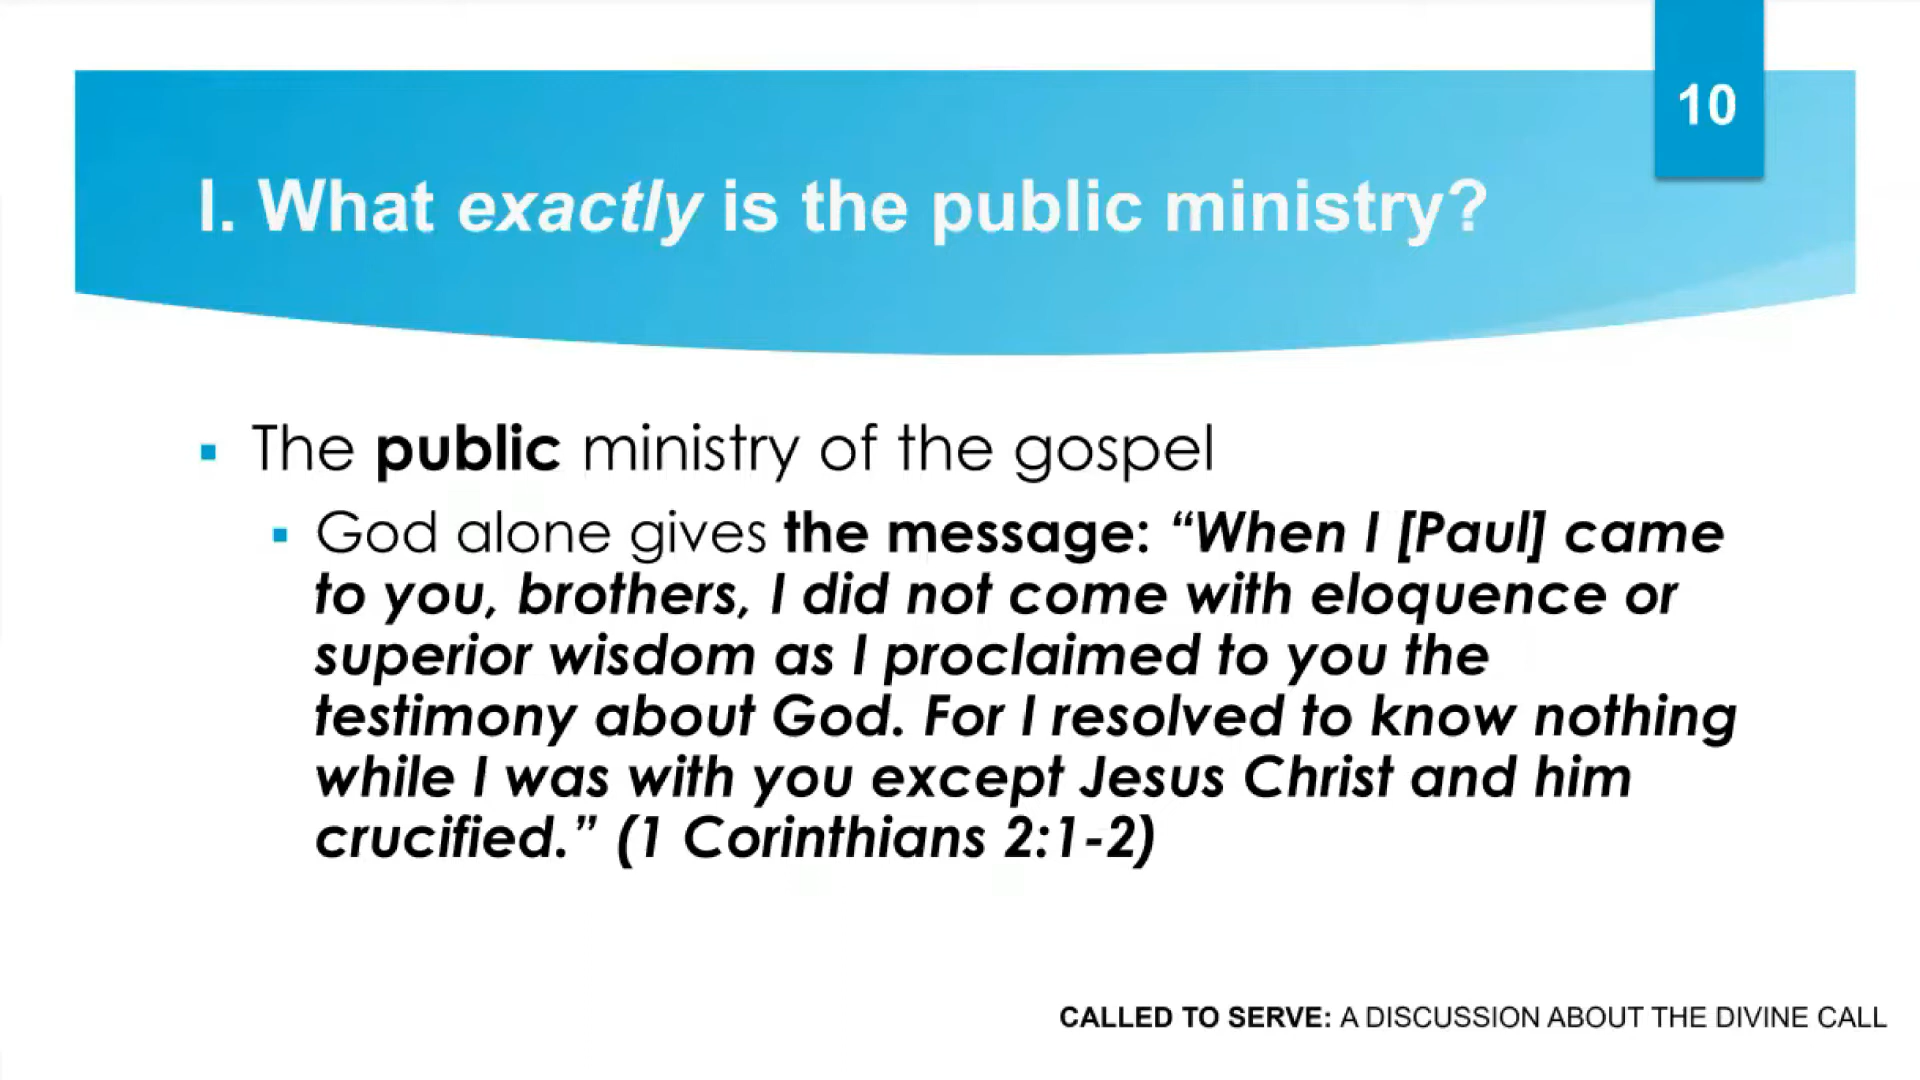 10
I. What exactly is the public ministry?
The public ministry of the gospel
God alone gives the message: “When I [Paul] came
to you, brothers, I did not come with eloquence or
superior wisdom as I proclaimed to you the
testimony about God. For I resolved to know nothing
while I was with you except Jesus Christ and him
crucified.” (1 Corinthians 2:1-2)
CALLED TO SERVE: A DISCUSSION ABOUT THE DIVINE CALL